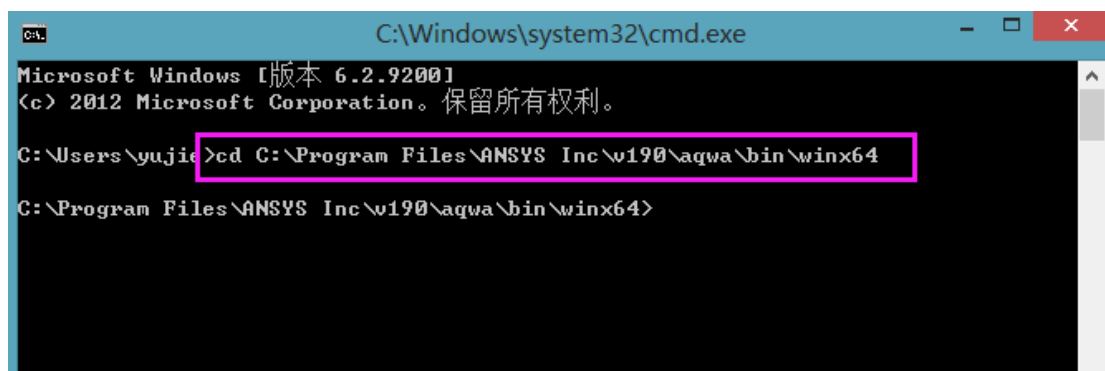 C:\.
C:\Windows\system32\cmd.exe
Microsoft Windows [版本 6.2.9200]
(c) 2012 Microsoft Corporation。保留所有权利。
C:\Users\yujie>cd C:\Program Files\ANSYS Inc\v190\aqwa\bin\winx64
C:\Program Files\ANSYS Inc\v190\aqwa\bin\winx64>